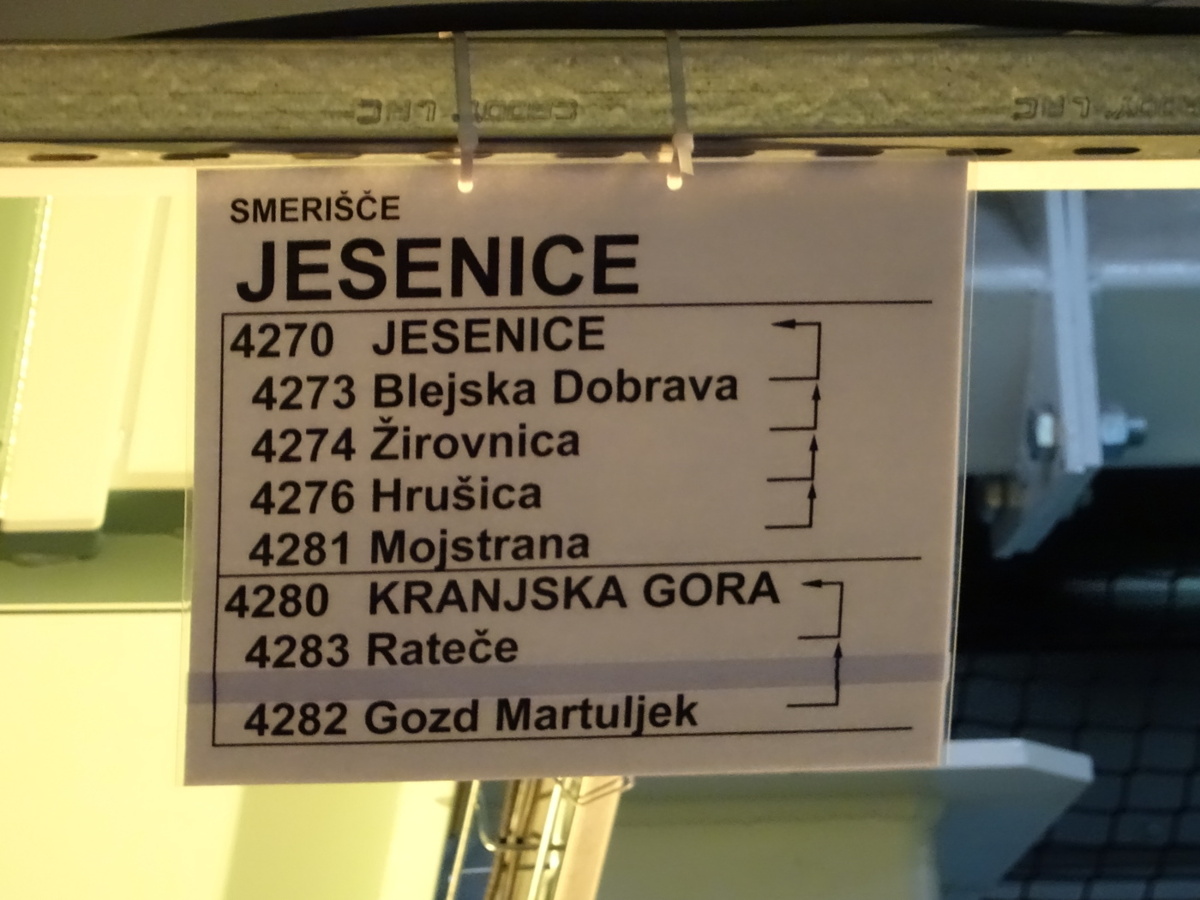 SMERIŠČE
JESENICE
4270 JESENICE
4273 Blejska Dobrava
4274 Žirovnica
4276 Hrušica
4281 Mojstrana
4280 KRANJSKA GORA
4283 Rateče
4282 Gozd Martuljek